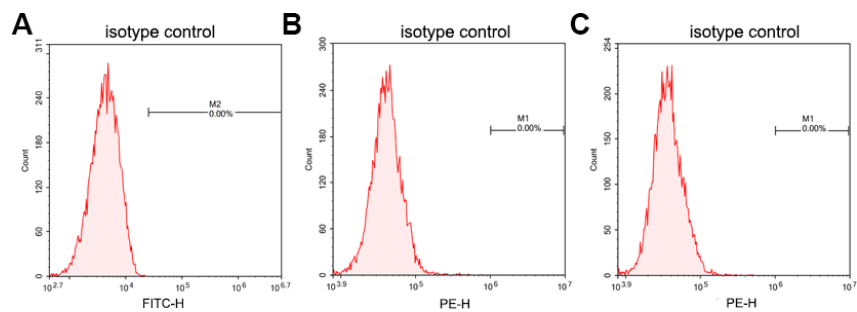 A
isotype control
311
240
180
120
60
0
Count
M2
0.00%
10^2.7
10^4
10^5
10^6
10^6.7
FITC-H
B
isotype control
300
240
180
120
60
0
Count
M1
0.00%
10^3.9
10^5
10^6
10^7
PE-H
C
isotype control
254
200
150
100
50
0
Count
M1
0.00%
10^3.9
10^5
10^6
10^7
PE-H